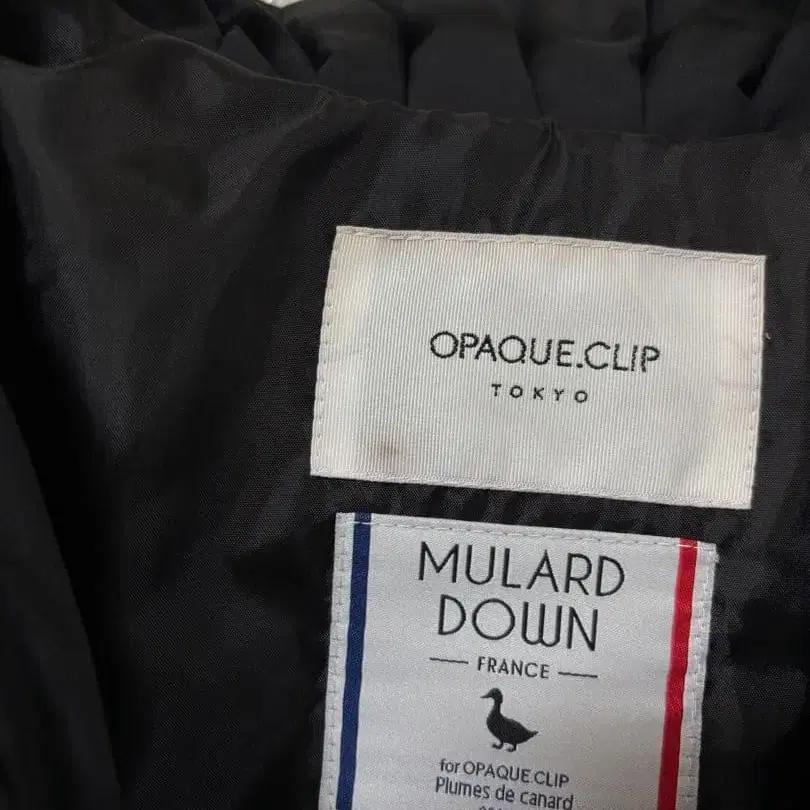 OPAQUE.CLIP
TOKYO
MULARD
DOWN
FRANCE
for OPAQUE.CLIP
Plumes de canard